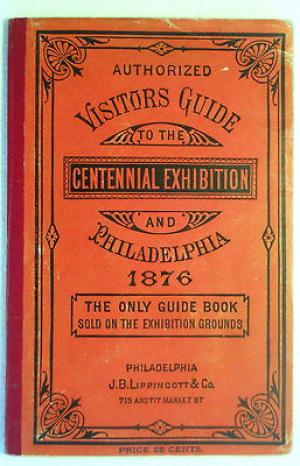 AUTHORIZED
VISITORS GUIDE
TO THE
CENTENNIAL EXHIBITION
AND
PHILADELPHIA
1876
THE ONLY GUIDE BOOK
SOLD ON THE EXHIBITION GROUNDS
PHILADELPHIA
J.B. LIPPINCOTT & Co.
715 AND 717 MARKET ST
PRICE 25 CENTS.